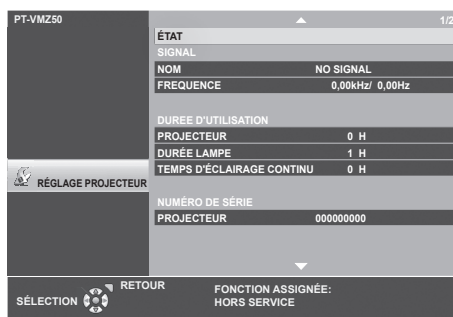 PT-VMZ50
1/2
ÉTAT
SIGNAL
NOM NO SIGNAL
FREQUENCE 0,00kHz/ 0,00Hz
DUREE D'UTILISATION
PROJECTEUR 0 H
DURÉE LAMPE 1 H
TEMPS D'ÉCLAIRAGE CONTINU 0 H
RÉGLAGE PROJECTEUR
NUMÉRO DE SÉRIE
PROJECTEUR 000000000
RETOUR
SÉLECTION
FONCTION ASSIGNÉE:
HORS SERVICE